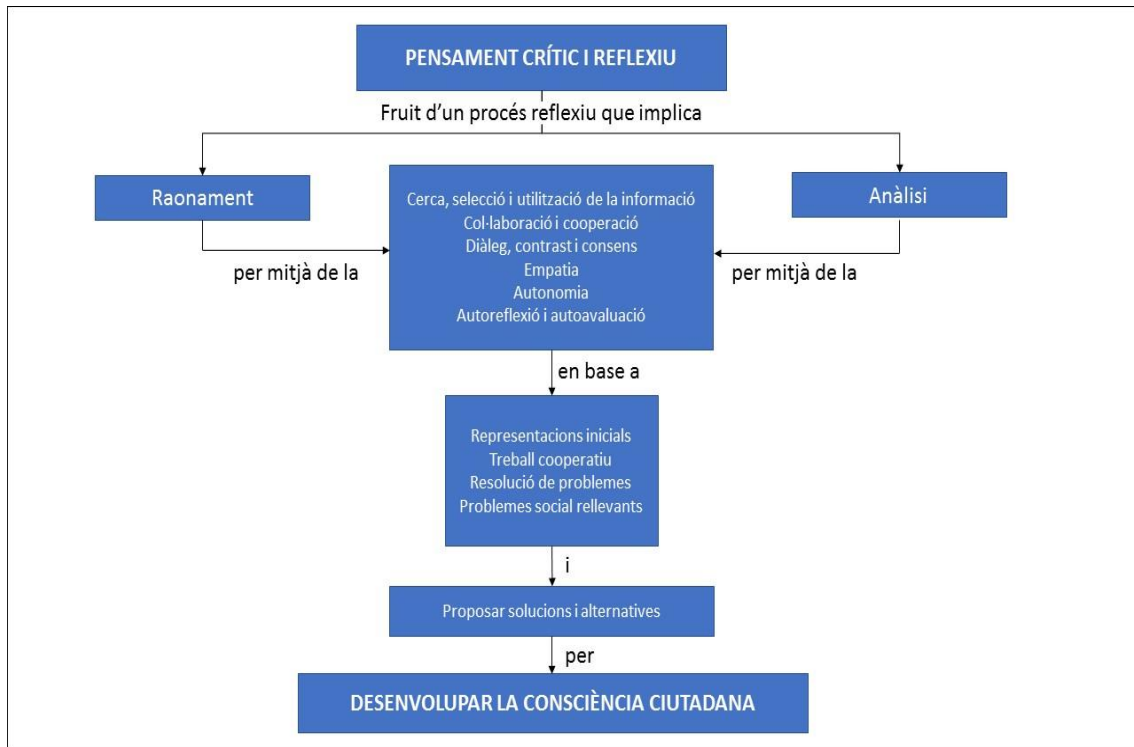 PENSAMENT CRÍTIC I REFLEXIU
Fruit d'un procés reflexiu que implica
Raonament
Anàlisi
per mitjà de la
per mitjà de la
Cerca, selecció i utilització de la informació
Col·laboració i cooperació
Diàleg, contrast i consens
Empatia
Autonomia
Autoreflexió i autoavaluació
en base a
Representacions inicials
Treball cooperatiu
Resolució de problemes
Problemes social rellevants
i
Proposar solucions i alternatives
per
DESENVOLUPAR LA CONSCIÈNCIA CIUTADANA